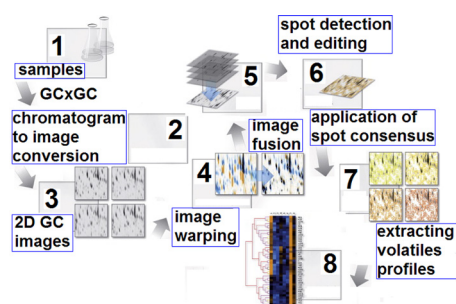 1
samples
GCxGC
chromatogram
to image
conversion
2
3
2D GC
images
image
warping
4
image
fusion
5
spot detection
and editing
6
application of
spot consensus
7
extracting
volatiles
profiles
8